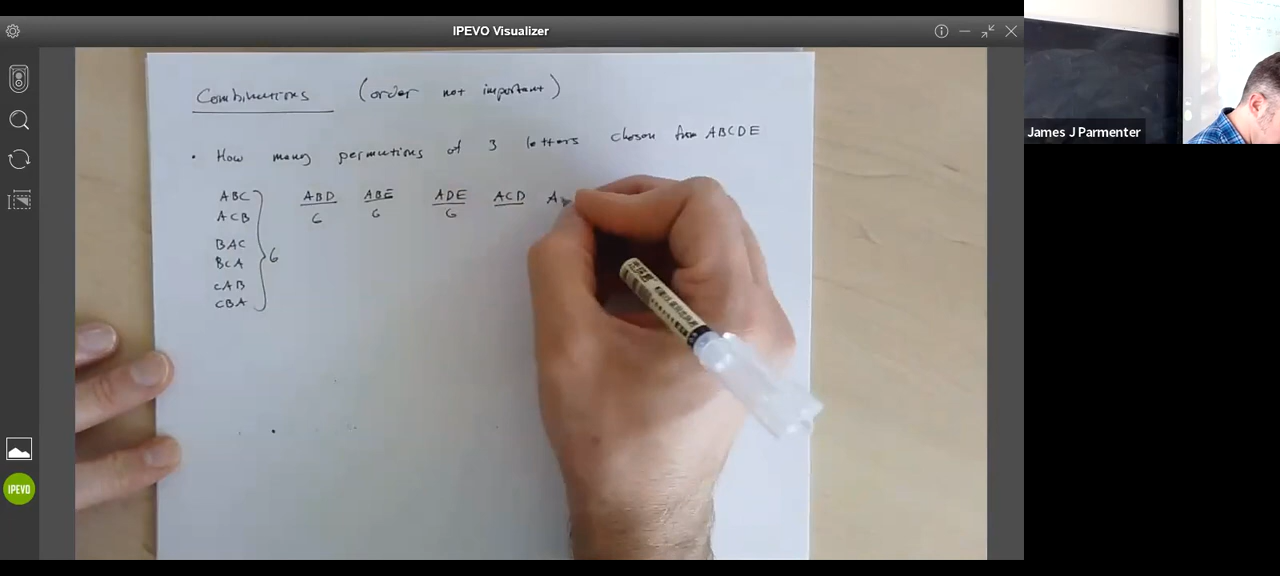 IPEVO Visualizer
Combinations (order not important)
• How many permutions of 3 letters chosen from ABCDE
ABC ABD ABE ADE ACD A
ACB 6 6 6
BAC
BCA 6
CAB
CBA
James J Parmenter
IPEVO